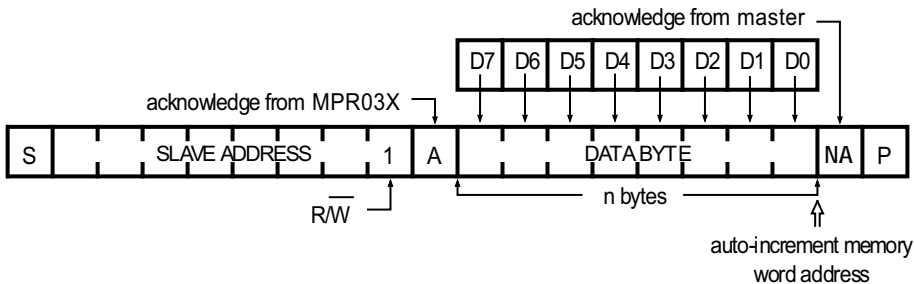 acknowledge from master
D7 D6 D5 D4 D3 D2 D1 D0
acknowledge from MPR03X
S SLAVE ADDRESS 1 A DATA BYTE NA P
R/W̅
n bytes
auto-increment memory
word address